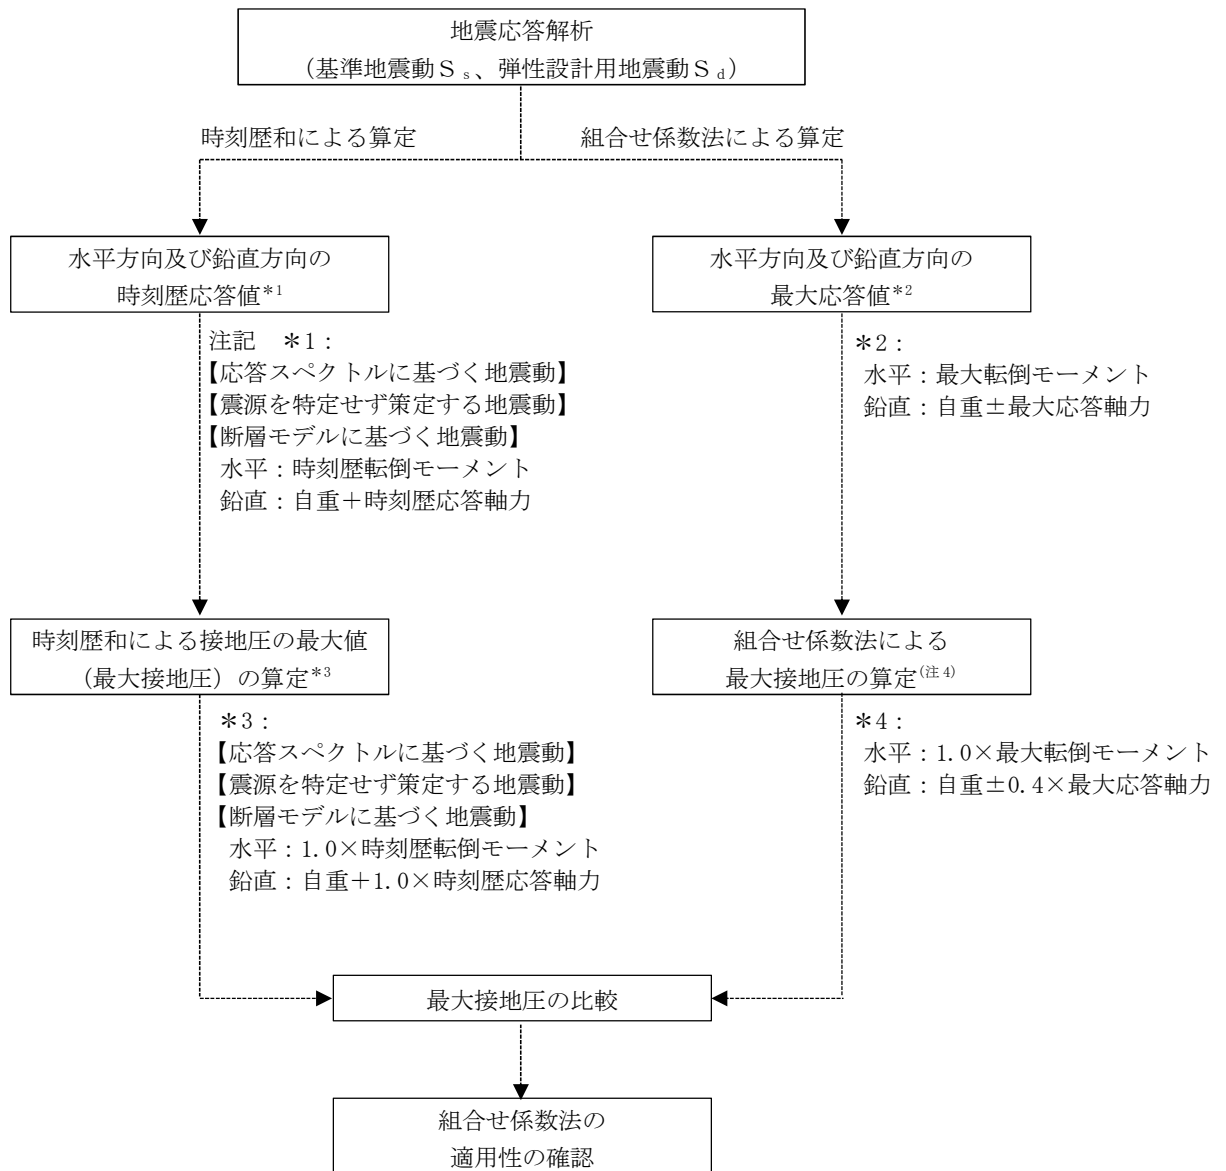 地震応答解析
（基準地震動Ｓｓ、弾性設計用地震動Ｓｄ）
時刻歴和による算定
組合せ係数法による算定
水平方向及び鉛直方向の
時刻歴応答値*1
水平方向及び鉛直方向の
最大応答値*2
注記　＊1：
【応答スペクトルに基づく地震動】
【震源を特定せず策定する地震動】
【断層モデルに基づく地震動】
水平：時刻歴転倒モーメント
鉛直：自重＋時刻歴応答軸力
＊2：
水平：最大転倒モーメント
鉛直：自重±最大応答軸力
時刻歴和による接地圧の最大値
（最大接地圧）の算定*3
組合せ係数法による
最大接地圧の算定(注4)
＊3：
【応答スペクトルに基づく地震動】
【震源を特定せず策定する地震動】
【断層モデルに基づく地震動】
水平：1.0×時刻歴転倒モーメント
鉛直：自重＋1.0×時刻歴応答軸力
＊4：
水平：1.0×最大転倒モーメント
鉛直：自重±0.4×最大応答軸力
最大接地圧の比較
組合せ係数法の
適用性の確認